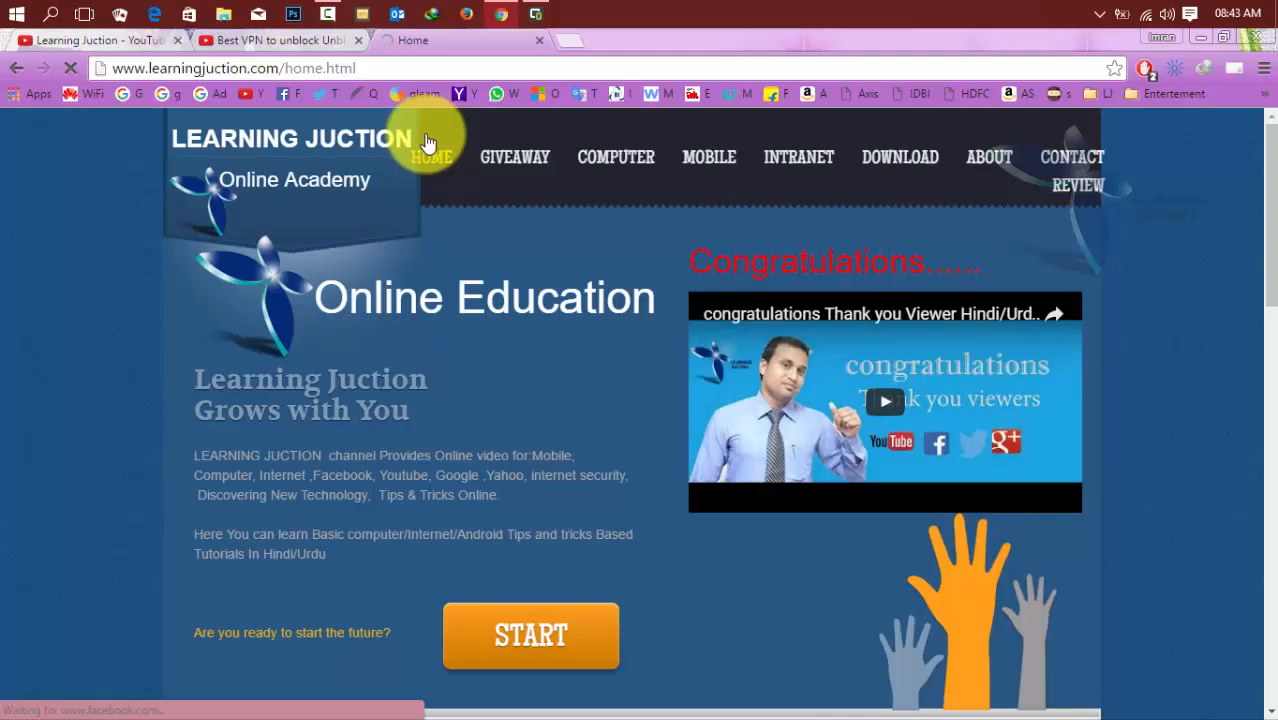 08:43 AM
Learning Juction - YouTub
Best VPN to unblock Unbl
Home
Imran
www.learningjuction.com/home.html
2
Apps WiFi G g Ad Y F T Q gleam Y W O T I M E M F A Axis IDBI HDFC AS s LJ Entertement »
LEARNING JUCTION
Online Academy
HOME GIVEAWAY COMPUTER MOBILE INTRANET DOWNLOAD ABOUT CONTACT
REVIEW
Congratulations......
Online Education
congratulations Thank you Viewer Hindi/Urd..
congratulations
Thank you viewers
YouTube f g+
Learning Juction
Grows with You
LEARNING JUCTION channel Provides Online video for:Mobile,
Computer, Internet ,Facebook, Youtube, Google ,Yahoo, internet security,
Discovering New Technology, Tips & Tricks Online.
Here You can learn Basic computer/Internet/Android Tips and tricks Based
Tutorials In Hindi/Urdu
Are you ready to start the future?
START
Waiting for www.facebook.com...